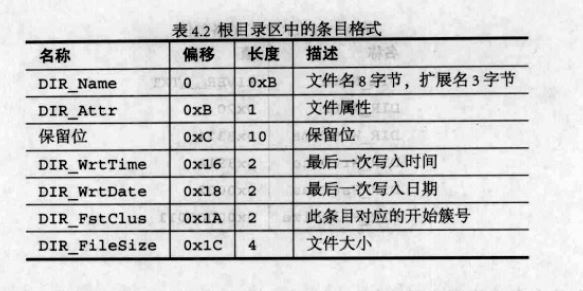 表4.2 根目录区中的条目格式
名称 偏移 长度 描述
DIR_Name 0 0xB 文件名8字节，扩展名3字节
DIR_Attr 0xB 1 文件属性
保留位 0xC 10 保留位
DIR_WrtTime 0x16 2 最后一次写入时间
DIR_WrtDate 0x18 2 最后一次写入日期
DIR_FstClus 0x1A 2 此条目对应的开始簇号
DIR_FileSize 0x1C 4 文件大小